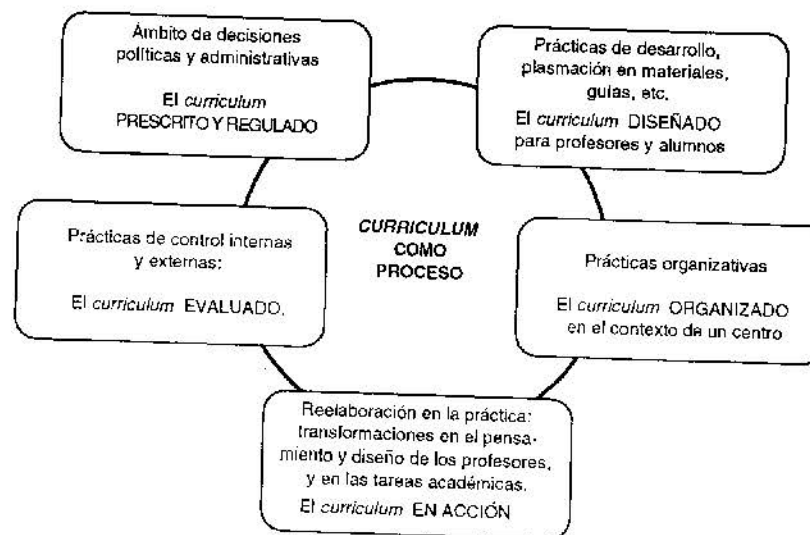 Ámbito de decisiones
políticas y administrativas
El curriculum
PRESCRITO Y REGULADO
Prácticas de desarrollo,
plasmación en materiales,
guías, etc.
El curriculum DISEÑADO
para profesores y alumnos
CURRICULUM
COMO
PROCESO
Prácticas de control internas
y externas:
El curriculum EVALUADO.
Prácticas organizativas
El curriculum ORGANIZADO
en el contexto de un centro
Reelaboración en la práctica:
transformaciones en el pensa-
miento y diseño de los profesores,
y en las tareas académicas.
El curriculum EN ACCIÓN